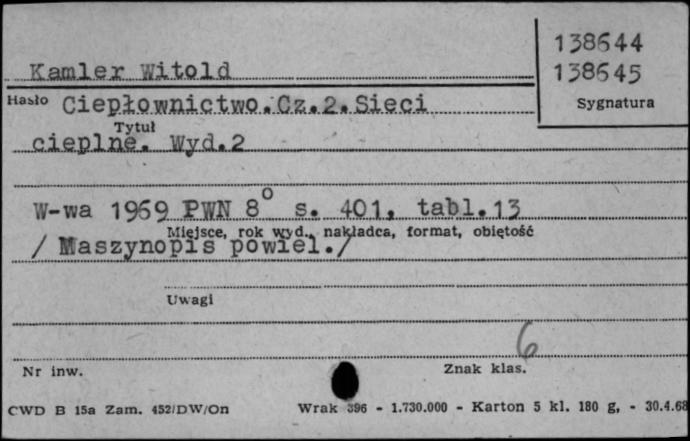 138644
Kamler Witold 138645
Hasło Ciepłownictwo.Cz.2.Sieci Sygnatura
Tytuł
cieplne. Wyd.2
W-wa 1969 PWN 8° s. 401, tabl.13
Miejsce, rok wyd., nakładca, format, objętość
/ Maszynopis powiel./
Uwagi
6
Nr inw. Znak klas.
CWD B 15a Zam. 452/DW/On Wrak 396 - 1.730.000 - Karton 5 kl. 180 g, - 30.4.68